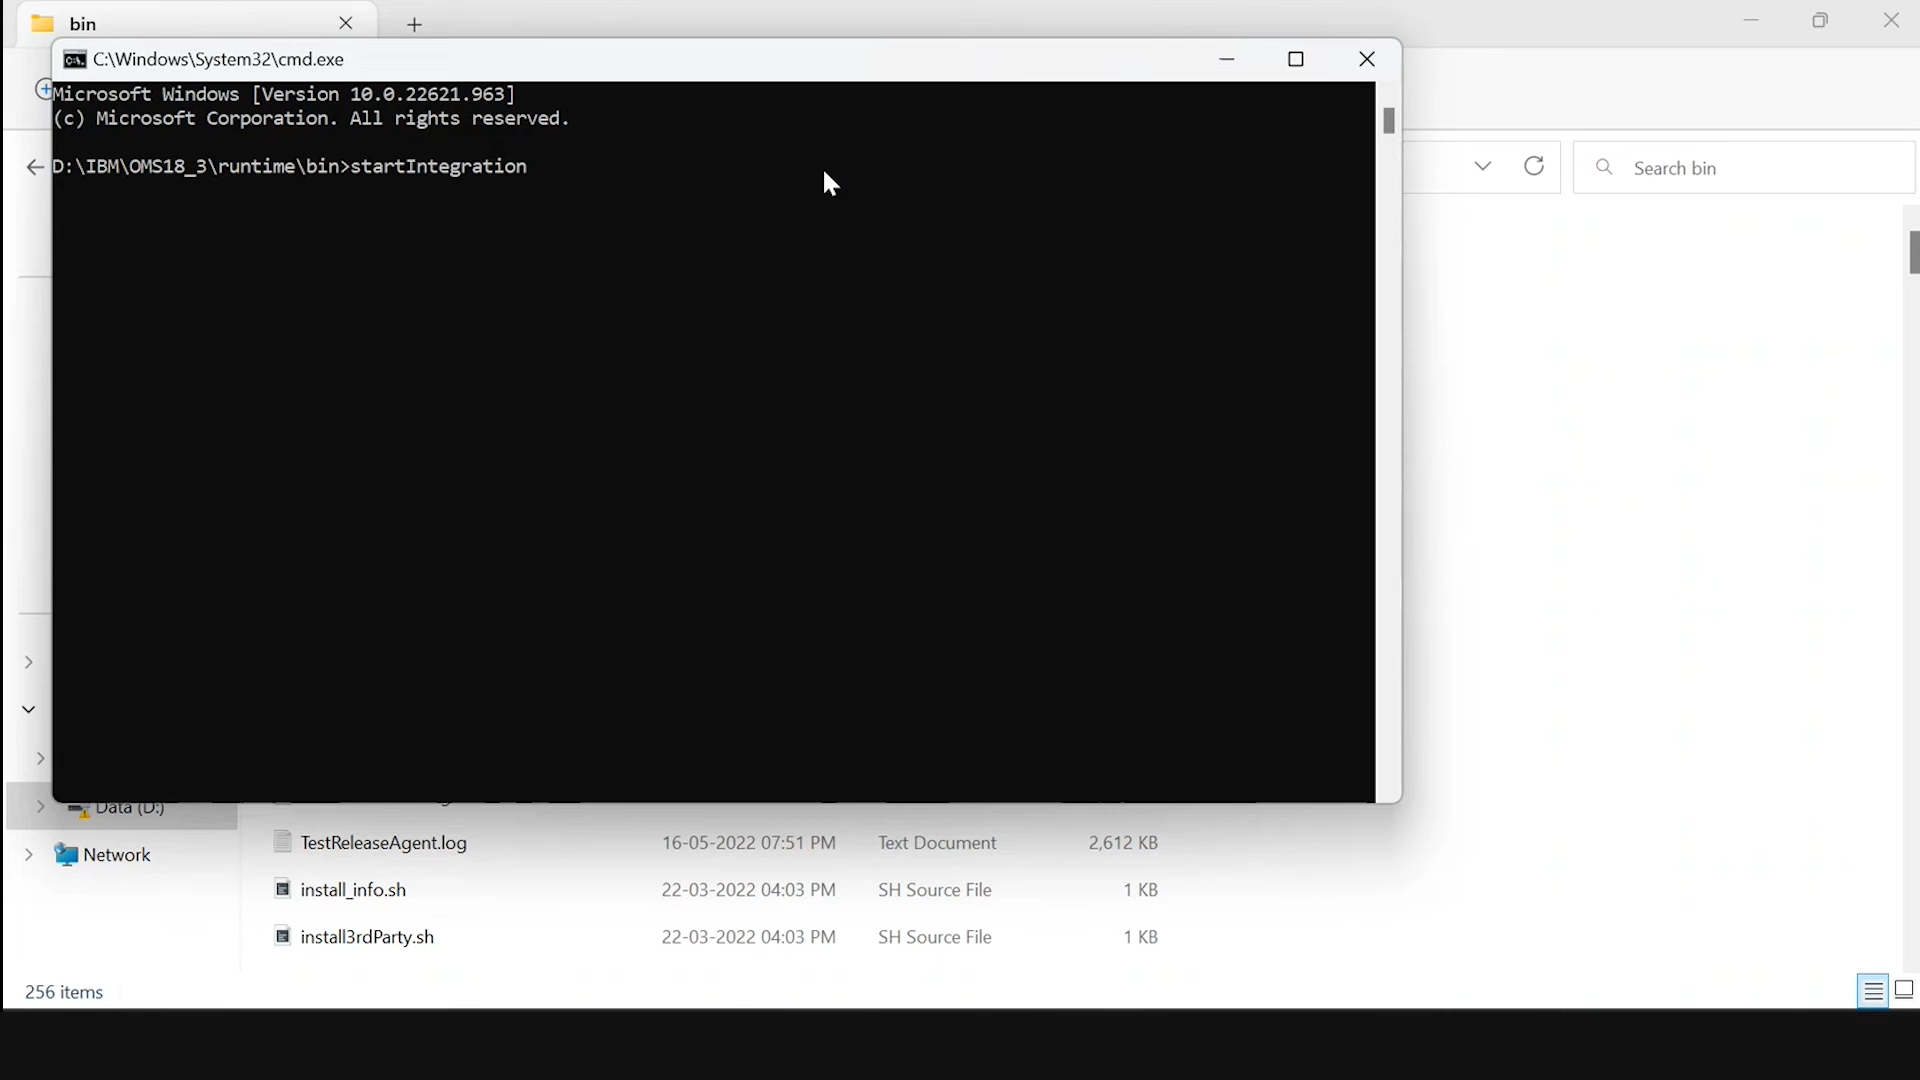 bin
C:\Windows\System32\cmd.exe
Microsoft Windows [Version 10.0.22621.963]
(c) Microsoft Corporation. All rights reserved.
D:\IBM\OMS18_3\runtime\bin>startIntegration
Search bin
Data (D:)
TestReleaseAgent.log 16-05-2022 07:51 PM Text Document 2,612 KB
Network
install_info.sh 22-03-2022 04:03 PM SH Source File 1 KB
install3rdParty.sh 22-03-2022 04:03 PM SH Source File 1 KB
256 items